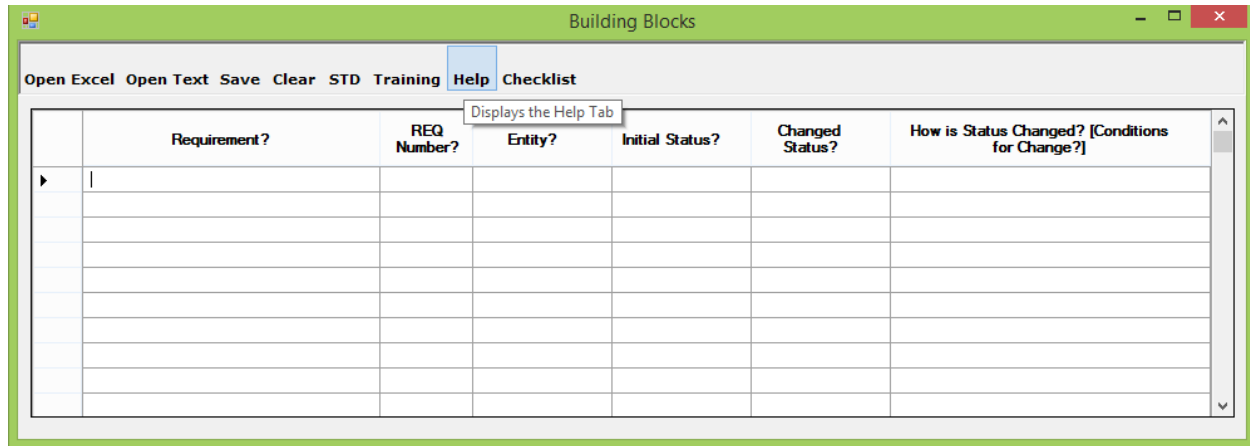 Building Blocks
Open Excel Open Text Save Clear STD Training Help Checklist
Displays the Help Tab
Requirement?
REQ
Number?
Entity?
Initial Status?
Changed
Status?
How is Status Changed? [Conditions
for Change?]